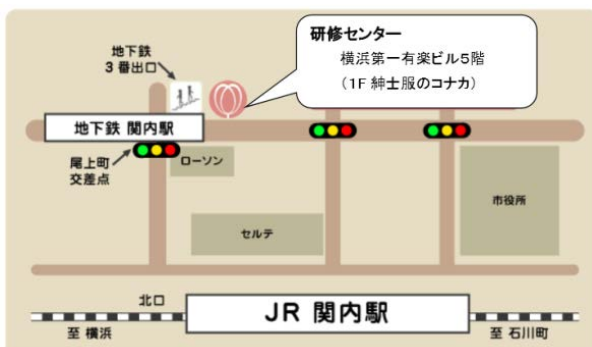 研修センター
横浜第一有楽ビル5階
（1F 紳士服のコナカ）
地下鉄
3番出口
地下鉄 関内駅
尾上町
交差点
ローソン
セルテ
市役所
北口
JR 関内駅
至 横浜
至 石川町